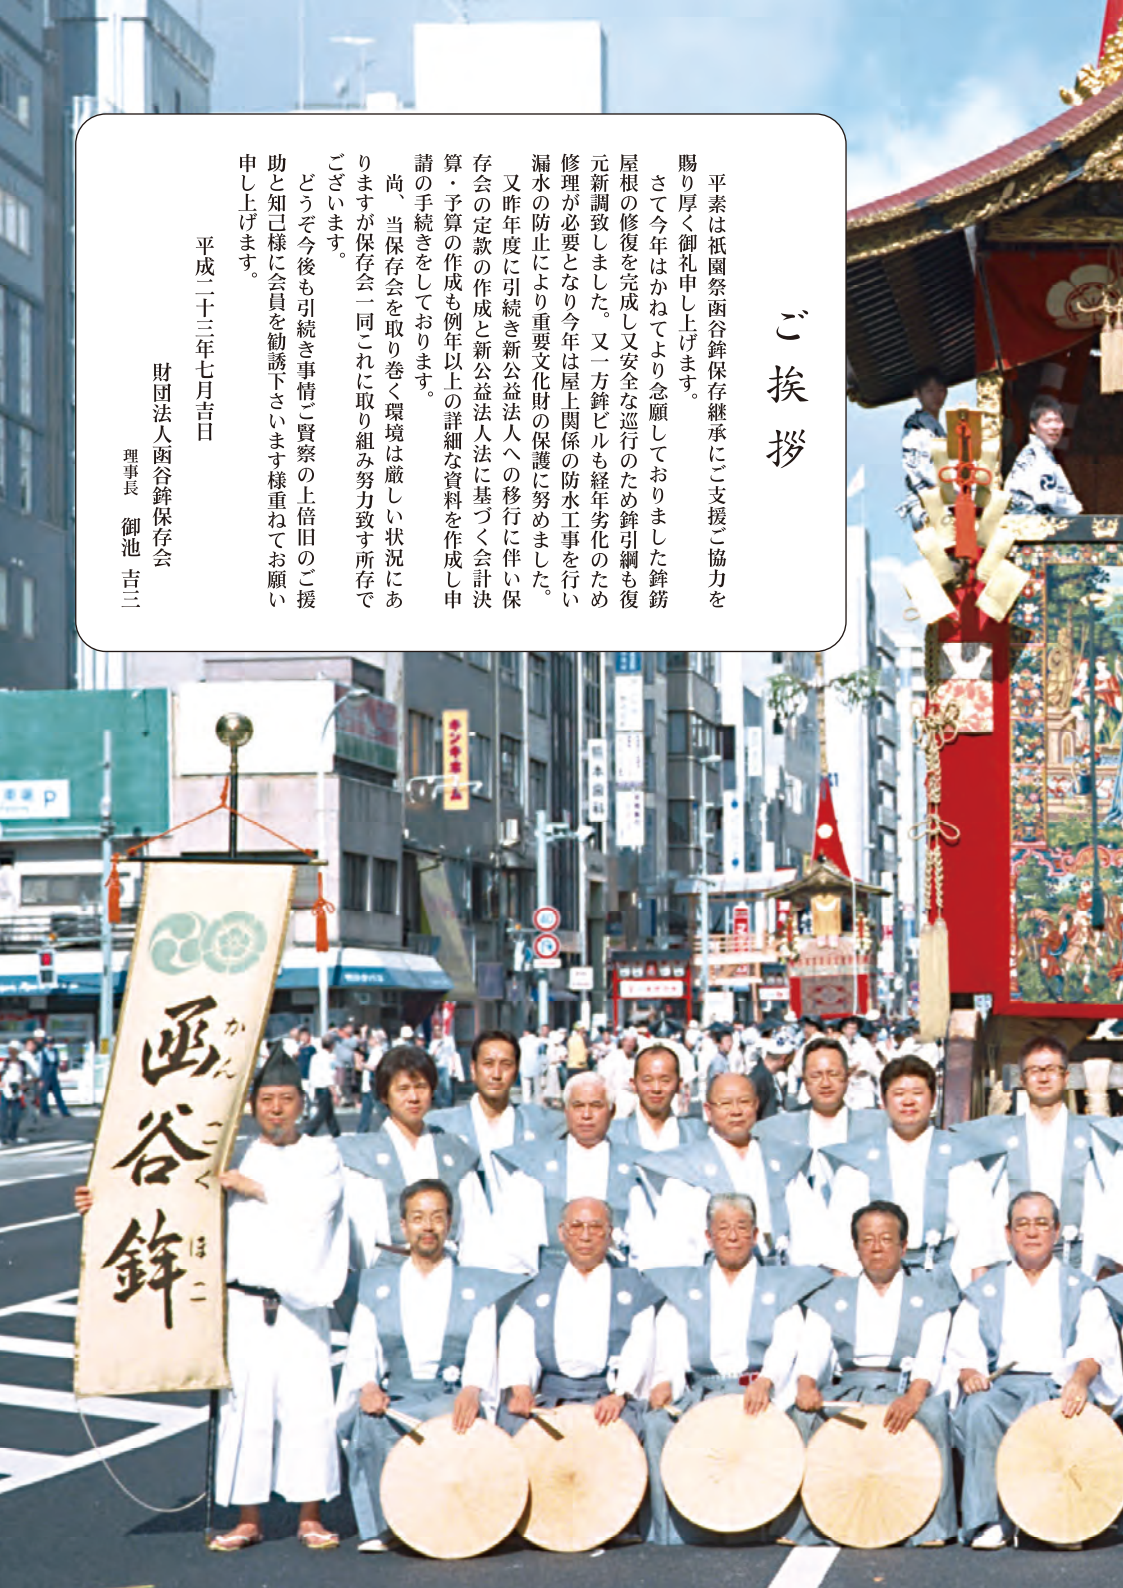 ご挨拶
平素は祇園祭函谷鉾保存継承にご支援ご協力を
賜り厚く御礼申し上げます。
さて今年はかねてより念願しておりました鉾錺
屋根の修復を完成し又安全な巡行のため鉾引綱も復
元新調致しました。又一方鉾ビルも経年劣化のため
修理が必要となり今年は屋上関係の防水工事を行い
漏水の防止により重要文化財の保護に努めました。
又昨年度に引続き新公益法人への移行に伴い保
存会の定款の作成と新公益法人法に基づく会計決
算・予算の作成も例年以上の詳細な資料を作成し申
請の手続きをしております。
尚、当保存会を取り巻く環境は厳しい状況にあ
りますが保存会一同これに取り組み努力致す所存で
ございます。
どうぞ今後も引続き事情ご賢察の上倍旧のご援
助と知己様に会員を勧誘下さいます様重ねてお願い
申し上げます。
平成二十三年七月吉日
財団法人函谷鉾保存会
理事長 御池 吉三
キンキホーム
本歯科
P
40
函谷鉾
かんこくほこ